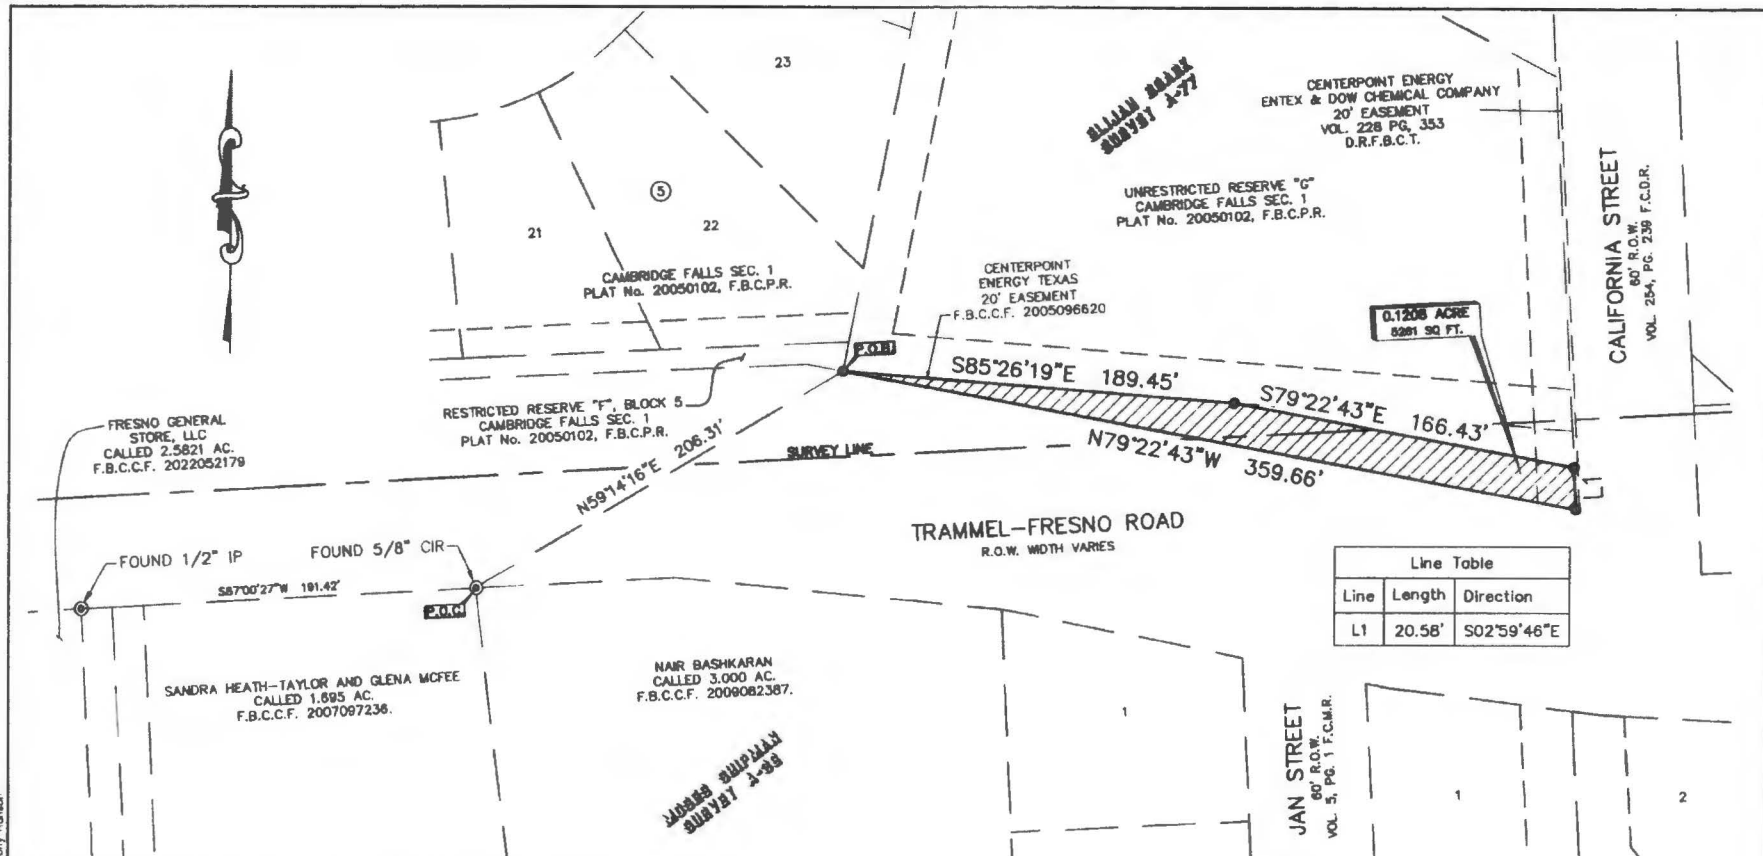 23
ELIJAH ROARK
SURVEY A-77
CENTERPOINT ENERGY
ENTEX & DOW CHEMICAL COMPANY
20' EASEMENT
VOL. 228 PG, 353
D.R.F.B.C.T.
CALIFORNIA STREET
60' R.O.W.
VOL. 254, PG. 239 F.C.D.R.
5
21
22
UNRESTRICTED RESERVE "G"
CAMBRIDGE FALLS SEC. 1
PLAT No. 20050102, F.B.C.P.R.
CAMBRIDGE FALLS SEC. 1
PLAT No. 20050102, F.B.C.P.R.
CENTERPOINT
ENERGY TEXAS
20' EASEMENT
F.B.C.C.F. 2005096620
0.1208 ACRE
5261 SQ FT.
P.O.B.
S85°26'19"E 189.45'
S79°22'43"E 166.43'
N79°22'43"W 359.66'
L1
RESTRICTED RESERVE "F", BLOCK 5
CAMBRIDGE FALLS SEC. 1
PLAT No. 20050102, F.B.C.P.R.
FRESNO GENERAL
STORE, LLC
CALLED 2.5821 AC.
F.B.C.C.F. 2022052179
N59°14'16"E 206.31'
SURVEY LINE
TRAMMEL-FRESNO ROAD
R.O.W. WIDTH VARIES
FOUND 1/2" IP
FOUND 5/8" CIR
S87°00'27"W 191.42'
P.O.C.
Line Table
Line Length Direction
L1 20.58' S02°59'46"E
SANDRA HEATH-TAYLOR AND GLENA MCFEE
CALLED 1.695 AC.
F.B.C.C.F. 2007097236.
NAIR BASHKARAN
CALLED 3.000 AC.
F.B.C.C.F. 2009082387.
MOSES SHIPMAN
SURVEY A-86
1
JAN STREET
60' R.O.W.
VOL. 5, PG. 1 F.C.M.R.
1
2